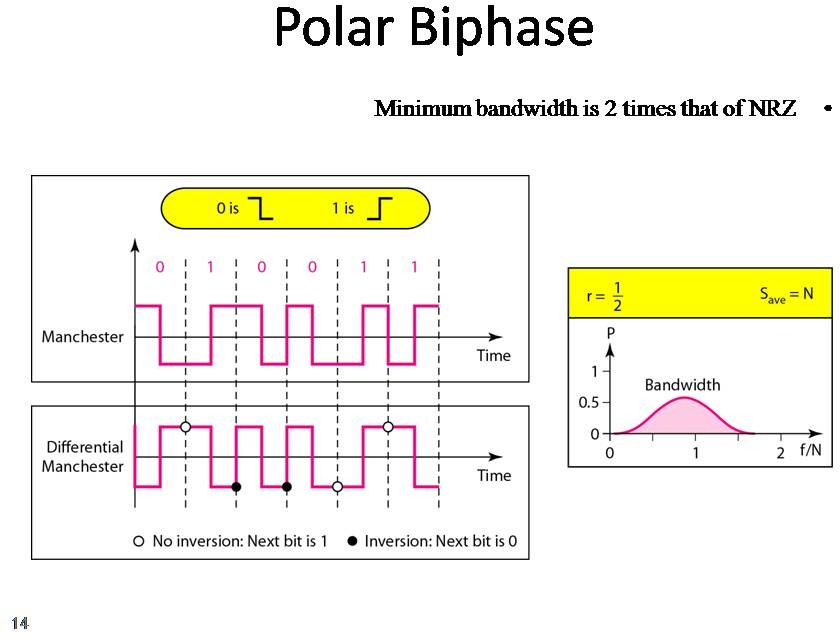 Polar Biphase
Minimum bandwidth is 2 times that of NRZ •
0 is 1 is
0 1 0 0 1 1
Manchester
Time
Differential
Manchester
Time
○ No inversion: Next bit is 1 ● Inversion: Next bit is 0
r = 1/2 Save = N
P
1
Bandwidth
0.5
0
0 1 2 f/N
14